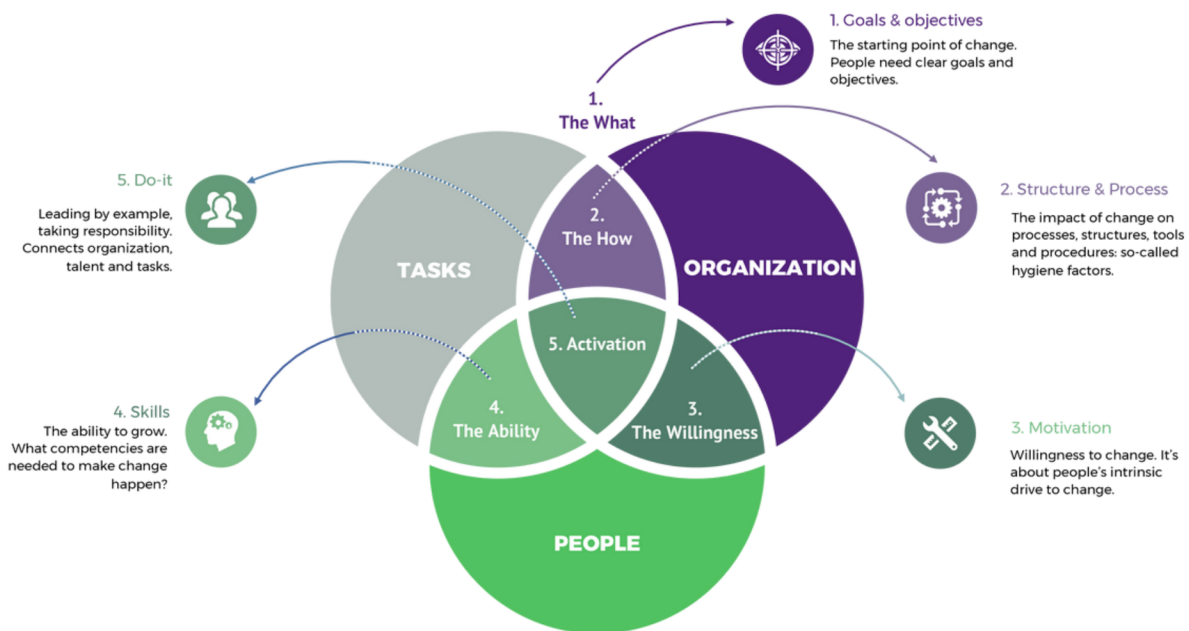 1. Goals & objectives
The starting point of change.
People need clear goals and
objectives.
1.
The What
5. Do-it
Leading by example,
taking responsibility.
Connects organization,
talent and tasks.
2. Structure & Process
The impact of change on
processes, structures, tools
and procedures: so-called
hygiene factors.
2.
The How
TASKS
ORGANIZATION
5. Activation
4. Skills
The ability to grow.
What competencies are
needed to make change
happen?
4.
The Ability
3.
The Willingness
3. Motivation
Willingness to change. It’s
about people’s intrinsic
drive to change.
PEOPLE